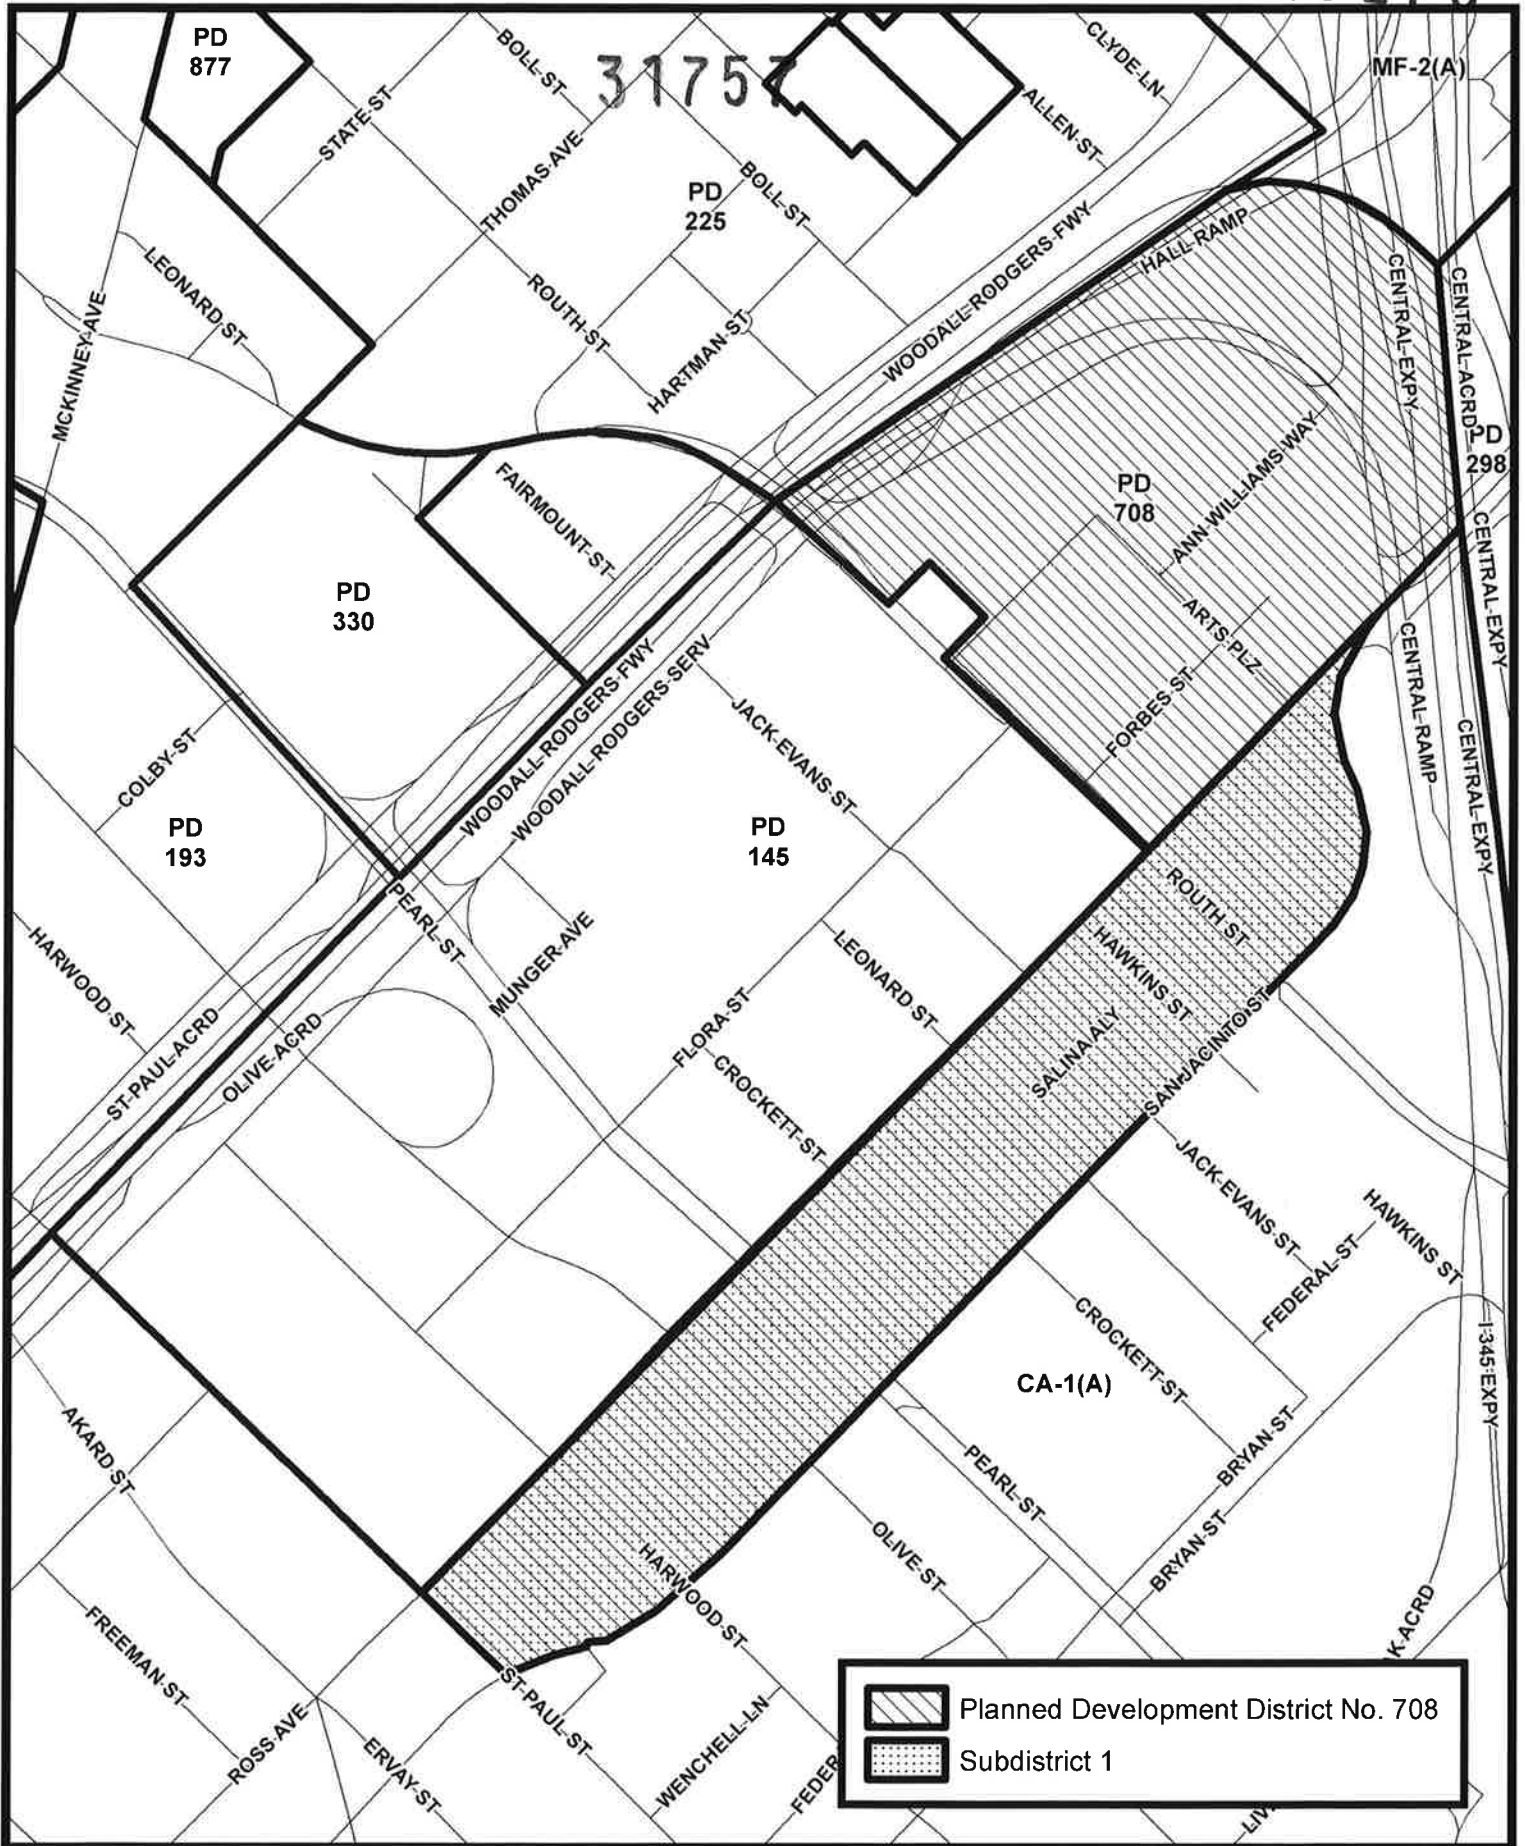 PD
877
BOLL ST
31757
CLYDE LN
MF-2(A)
STATE ST
THOMAS AVE
ALLEN ST
PD
225
BOLL ST
LEONARD ST
MCKINNEY AVE
ROUTH ST
HARTMAN ST
WOODALL RODGERS FWY
HALL RAMP
CENTRAL EXPY
CENTRAL ACRD
PD
298
FAIRMOUNT ST
PD
708
ANN WILLIAMS WAY
CENTRAL EXPY
PD
330
ARTS PLZ
FORBES ST
CENTRAL RAMP
WOODALL RODGERS FWY
WOODALL RODGERS SERV
JACK EVANS ST
COLBY ST
CENTRAL EXPY
PD
193
PD
145
PEARL ST
ROUTH ST
HARWOOD ST
MUNGER AVE
LEONARD ST
HAWKINS ST
FLORA ST
ST PAUL ACRD
OLIVE ACRD
CROCKETT ST
SALINA ALY
SAN JACINTO ST
JACK EVANS ST
HAWKINS ST
FEDERAL ST
CROCKETT ST
I 345 EXPY
CA-1(A)
AKARD ST
PEARL ST
BRYAN ST
OLIVE ST
BRYAN ST
HARWOOD ST
FREEMAN ST
K ACRD
ST PAUL ST
ROSS AVE
ERVAY ST
WENCHELL LN
FEDER
Planned Development District No. 708
Subdistrict 1